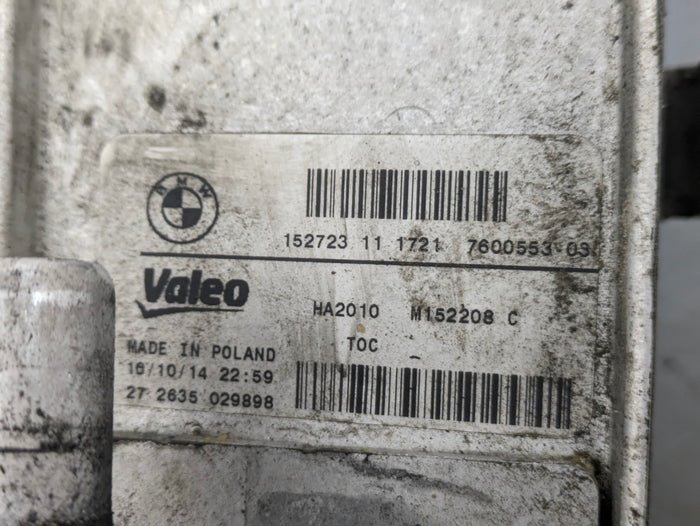 BMW
152723 11 1721 7600553-03
Valeo
HA2010 M152208 C
TOC _
MADE IN POLAND
16/10/14 22:59
27 2635 029898